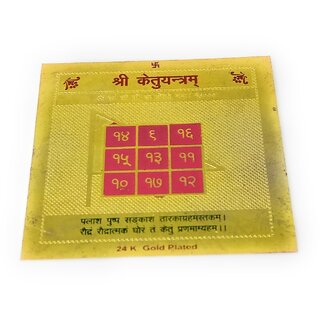 श्री केतुयन्त्रम्
१४ ९ १६
१५ १३ ११
१० १७ १२
पलाश पुष्प सङ्काश तारकाग्रहमस्तकम्।
रौद्रं रौद्रात्मकं घोरं तं केतु प्रणमाम्यहम्॥
24 K Gold Plated